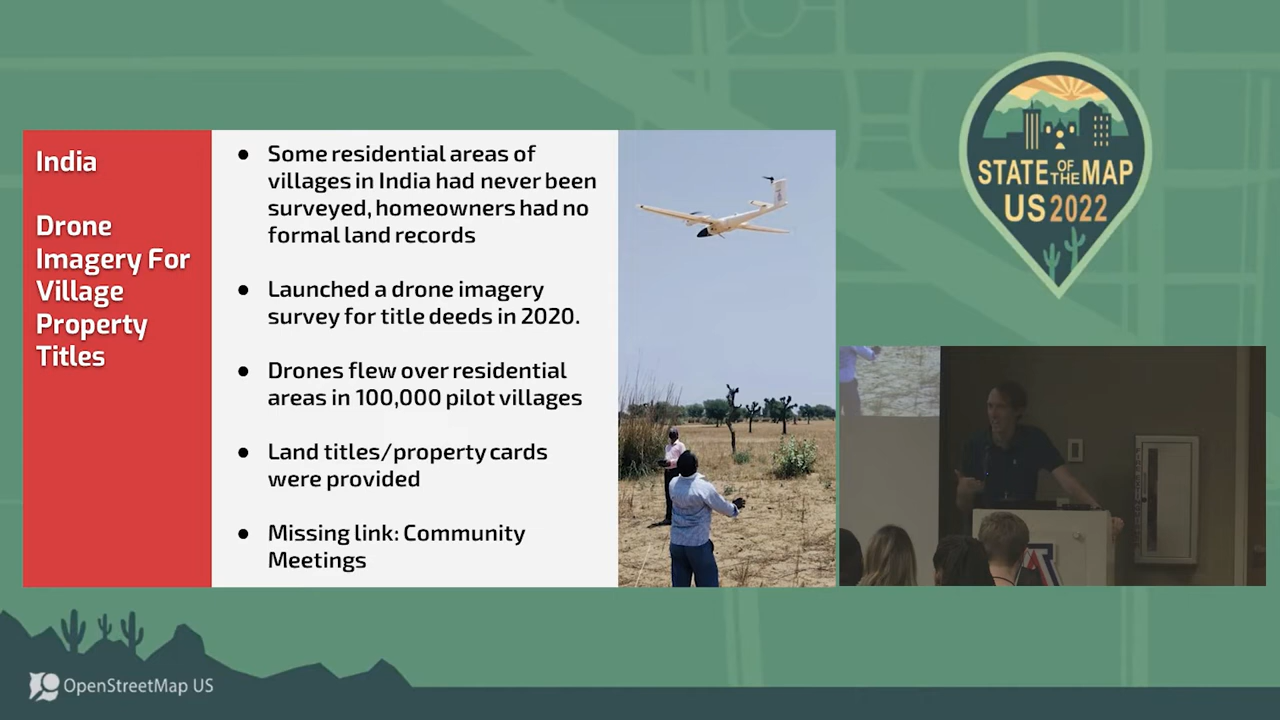 India
Drone
Imagery For
Village
Property
Titles
● Some residential areas of
villages in India had never been
surveyed, homeowners had no
formal land records
● Launched a drone imagery
survey for title deeds in 2020.
● Drones flew over residential
areas in 100,000 pilot villages
● Land titles/property cards
were provided
● Missing link: Community
Meetings
STATE OF THE MAP
US 2022
OpenStreetMap US